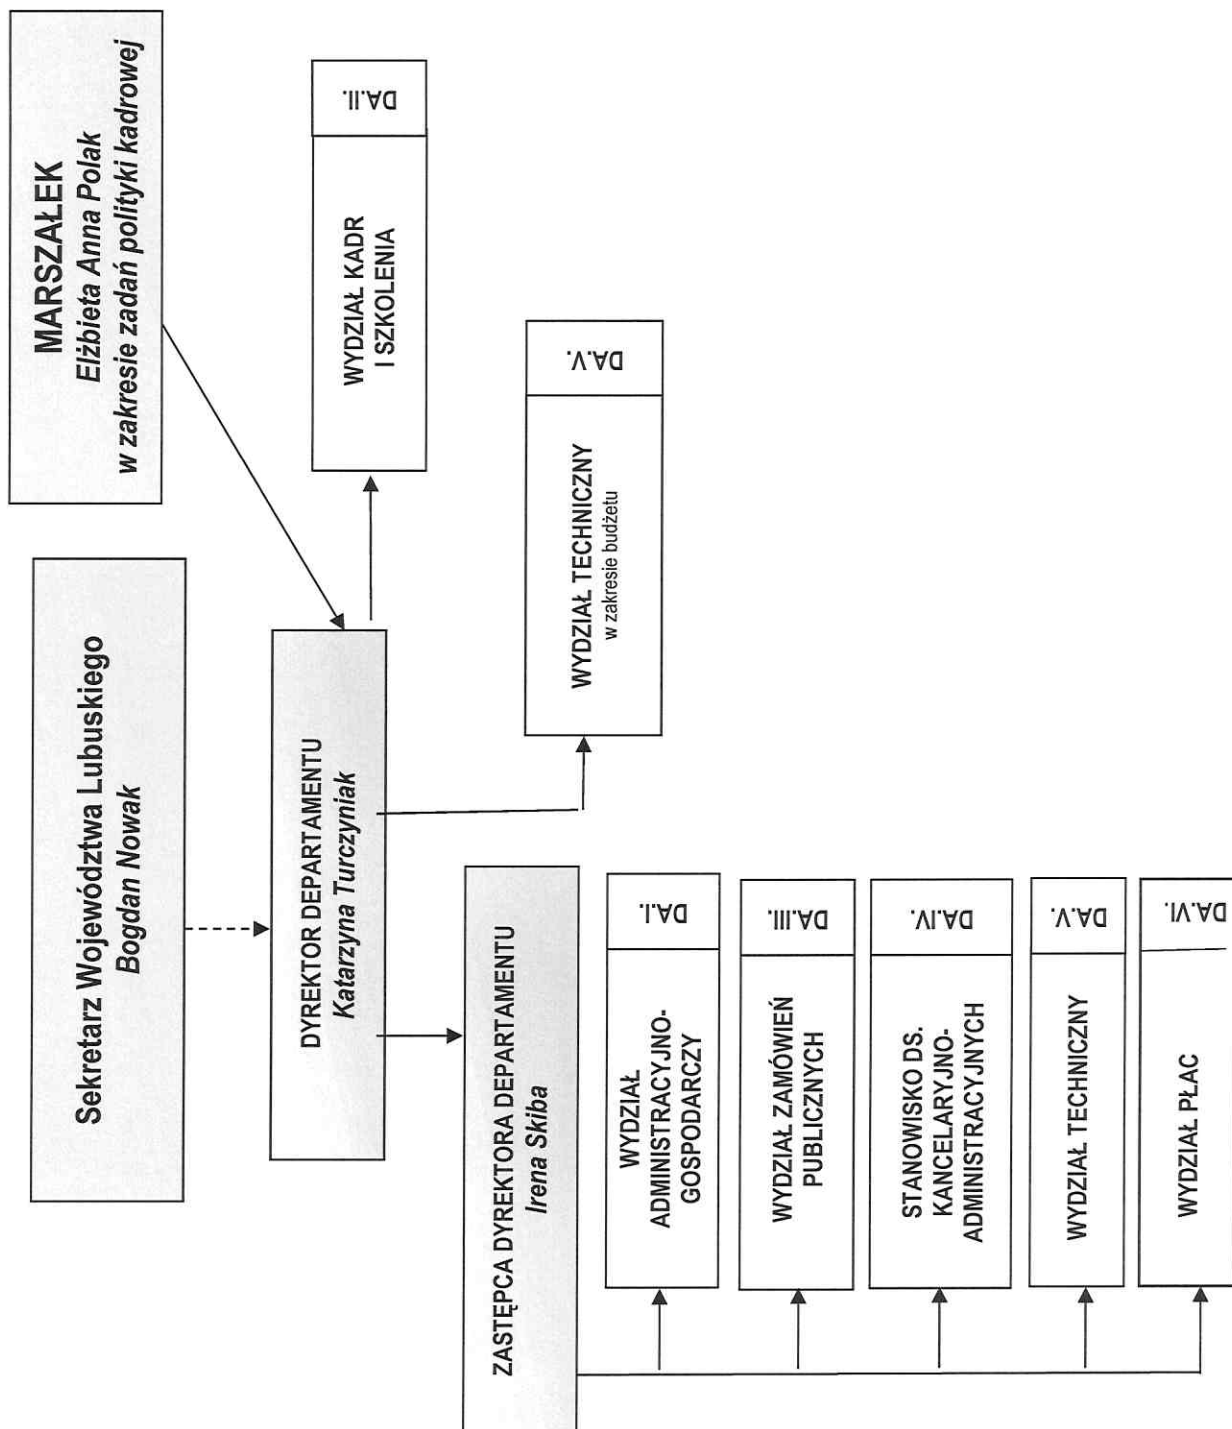 MARSZAŁEK
Elżbieta Anna Polak
w zakresie zadań polityki kadrowej
Sekretarz Województwa Lubuskiego
Bogdan Nowak
DYREKTOR DEPARTAMENTU
Katarzyna Turczyniak
WYDZIAŁ KADR
I SZKOLENIA
DA.II.
WYDZIAŁ TECHNICZNY
w zakresie budżetu
DA.V.
ZASTĘPCA DYREKTORA DEPARTAMENTU
Irena Skiba
WYDZIAŁ
ADMINISTRACYJNO-
GOSPODARCZY
DA.I.
WYDZIAŁ ZAMÓWIEŃ
PUBLICZNYCH
DA.III.
STANOWISKO DS.
KANCELARYJNO-
ADMINISTRACYJNYCH
DA.IV.
WYDZIAŁ TECHNICZNY
DA.V.
WYDZIAŁ PŁAC
DA.VI.